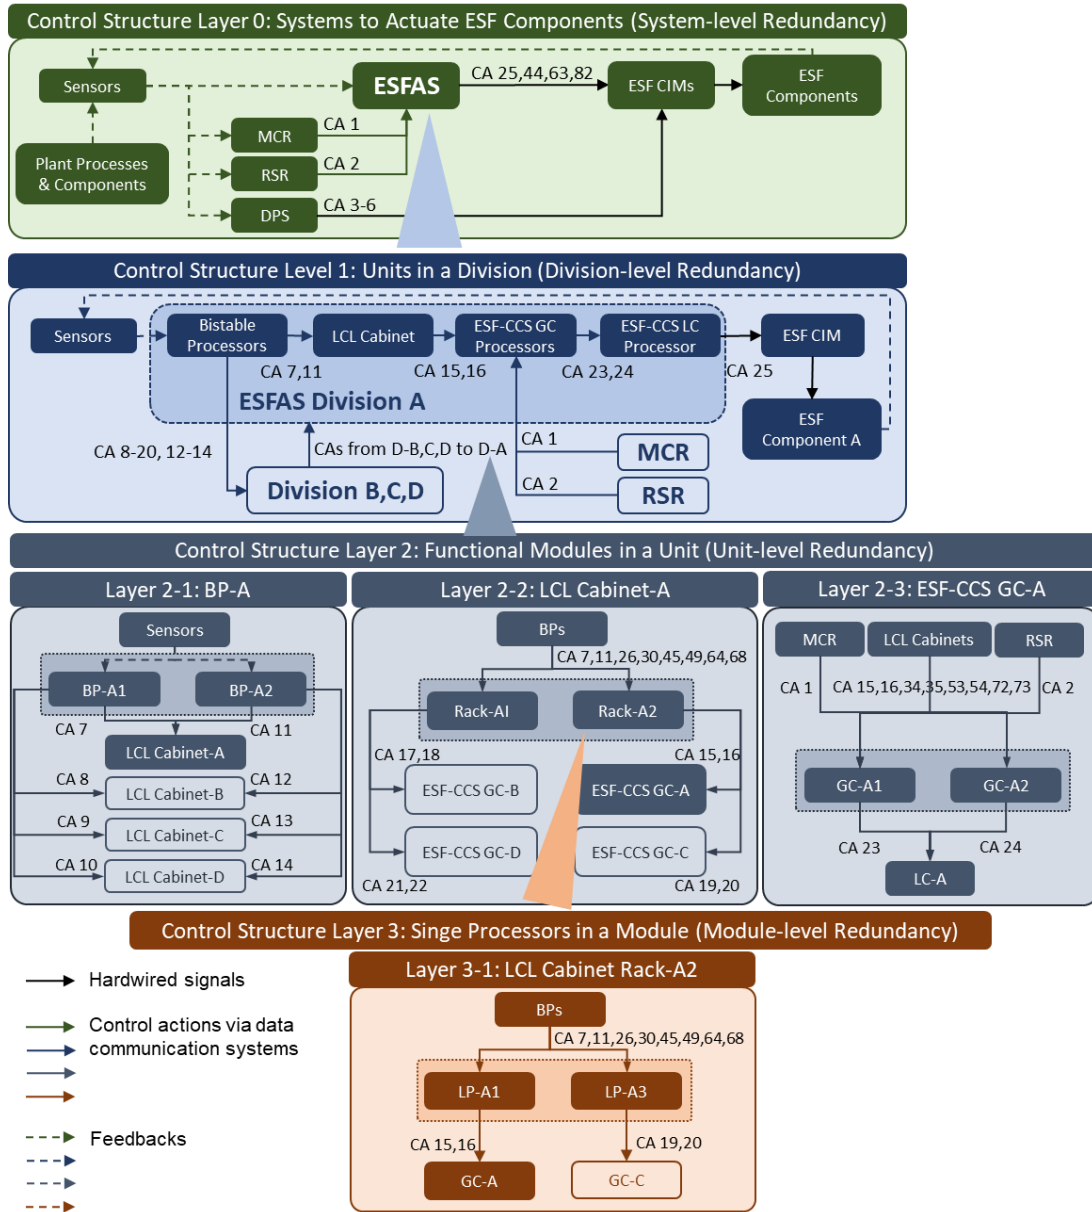 Control Structure Layer 0: Systems to Actuate ESF Components (System-level Redundancy)
Sensors
ESFAS
CA 25,44,63,82
ESF CIMs
ESF
Components
MCR
CA 1
Plant Processes
& Components
RSR
CA 2
DPS
CA 3-6
Control Structure Level 1: Units in a Division (Division-level Redundancy)
Sensors
Bistable
Processors
LCL Cabinet
ESF-CCS GC
Processors
ESF-CCS LC
Processor
ESF CIM
CA 7,11
CA 15,16
CA 23,24
CA 25
ESFAS Division A
ESF
Component A
CA 8-20, 12-14
CAs from D-B,C,D to D-A
CA 1
MCR
Division B,C,D
CA 2
RSR
Control Structure Layer 2: Functional Modules in a Unit (Unit-level Redundancy)
Layer 2-1: BP-A
Sensors
BP-A1
BP-A2
CA 7
CA 11
LCL Cabinet-A
CA 8
CA 12
LCL Cabinet-B
CA 9
CA 13
LCL Cabinet-C
CA 10
CA 14
LCL Cabinet-D
Layer 2-2: LCL Cabinet-A
BPs
CA 7,11,26,30,45,49,64,68
Rack-AI
Rack-A2
CA 17,18
CA 15,16
ESF-CCS GC-B
ESF-CCS GC-A
ESF-CCS GC-D
ESF-CCS GC-C
CA 21,22
CA 19,20
Layer 2-3: ESF-CCS GC-A
MCR
LCL Cabinets
RSR
CA 1
CA 15,16,34,35,53,54,72,73
CA 2
GC-A1
GC-A2
CA 23
CA 24
LC-A
Control Structure Layer 3: Singe Processors in a Module (Module-level Redundancy)
Layer 3-1: LCL Cabinet Rack-A2
BPs
CA 7,11,26,30,45,49,64,68
LP-A1
LP-A3
CA 15,16
CA 19,20
GC-A
GC-C
Hardwired signals
Control actions via data
communication systems
Feedbacks